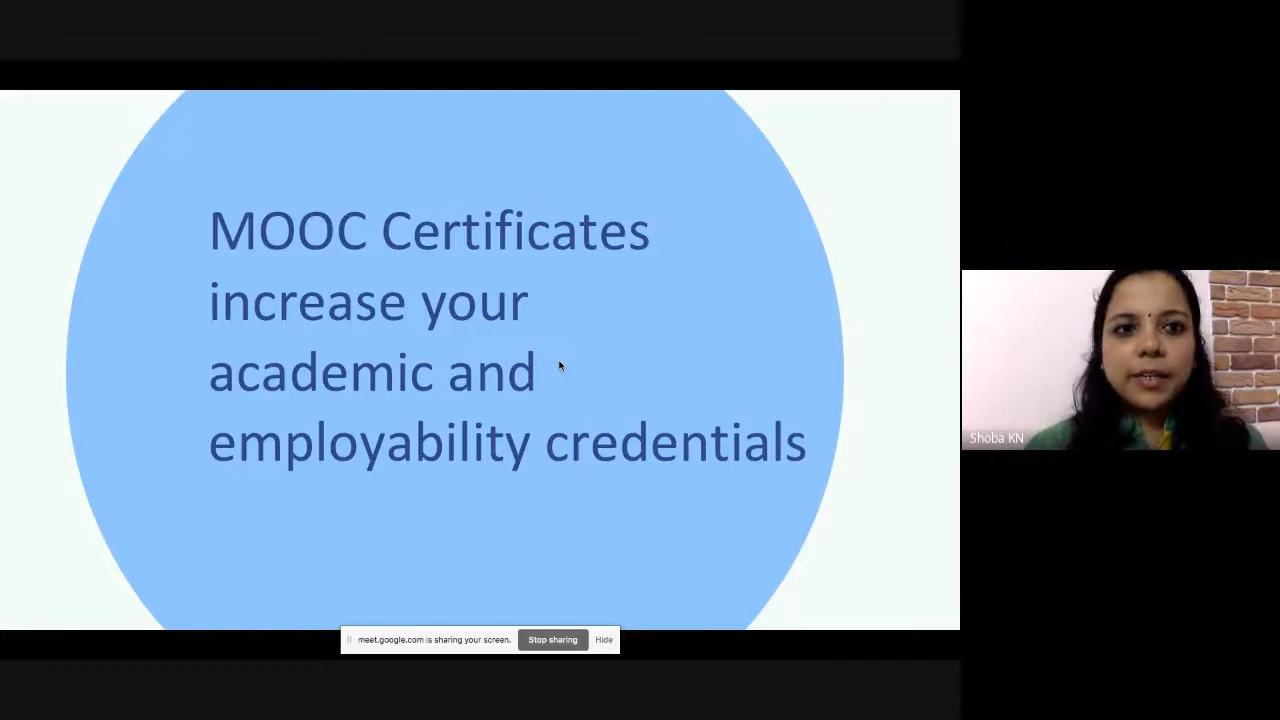 MOOC Certificates
increase your
academic and
employability credentials
Shoba KN
meet.google.com is sharing your screen.
Stop sharing
Hide